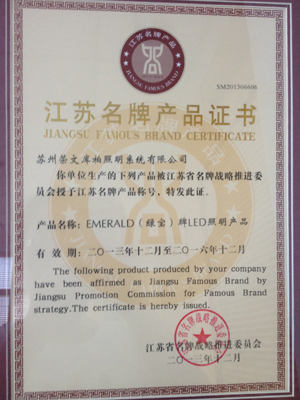 江苏名牌产品
JIANGSU FAMOUS BRAND
SM201300606
江苏名牌产品证书
JIANGSU FAMOUS BRAND CERTIFICATE
苏州荣文库柏照明系统有限公司
你单位生产的下列产品被江苏省名牌战略推进委
员会授予江苏名牌产品称号，特发此证。
产品名称：EMERALD（绿宝）牌LED照明产品
有 效 期：二〇一三年十二月至二〇一六年十二月
The following product produced by your company
have been affirmed as Jiangsu Famous Brand by
Jiangsu Promotion Commission for Famous Brand
strategy.The certificate is hereby issued.
江苏省名牌战略推进委员会
二〇一三年十二月